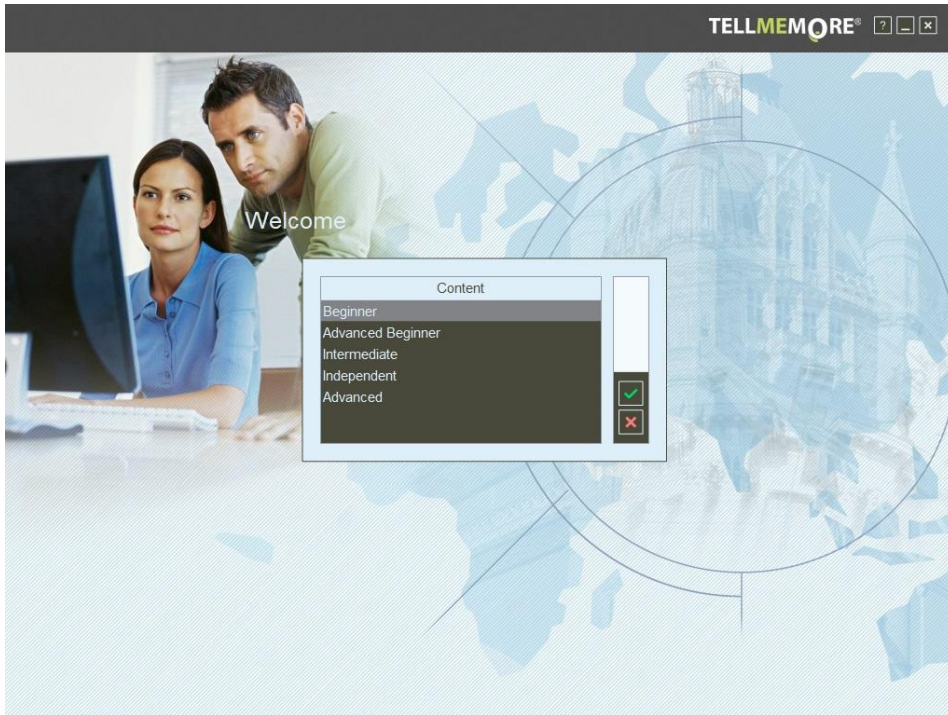 TELLMEMORE®
Welcome
Content
Beginner
Advanced Beginner
Intermediate
Independent
Advanced